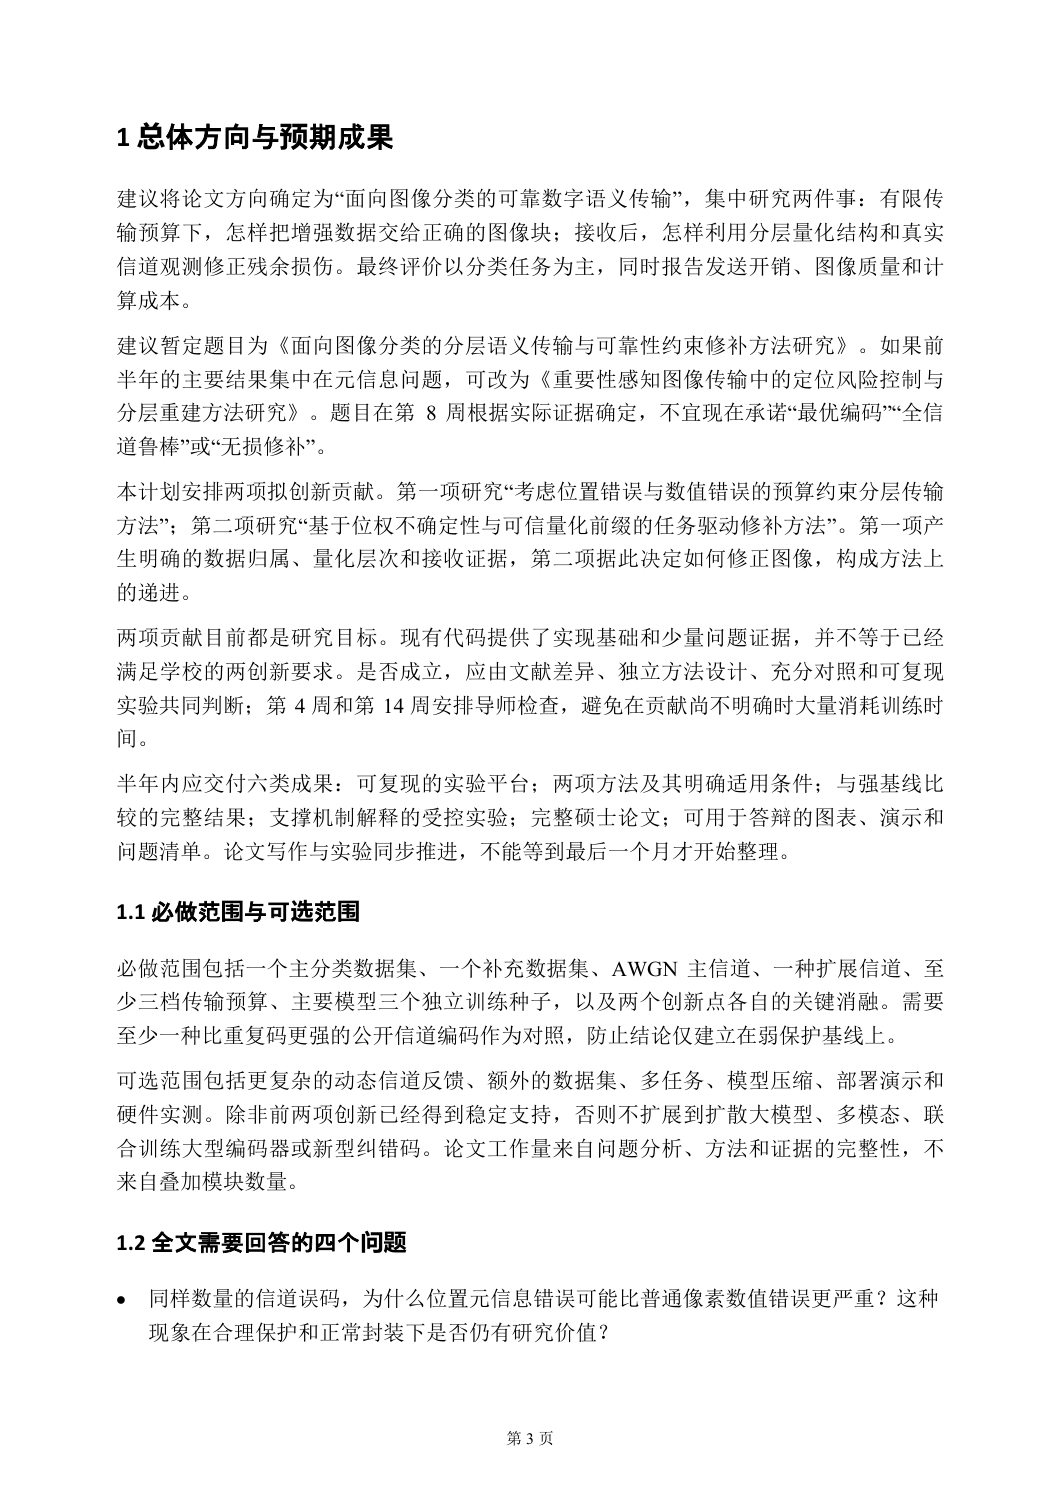 1 总体方向与预期成果
建议将论文方向确定为“面向图像分类的可靠数字语义传输”，集中研究两件事：有限传
输预算下，怎样把增强数据交给正确的图像块；接收后，怎样利用分层量化结构和真实
信道观测修正残余损伤。最终评价以分类任务为主，同时报告发送开销、图像质量和计
算成本。
建议暂定题目为《面向图像分类的分层语义传输与可靠性约束修补方法研究》。如果前
半年的主要结果集中在元信息问题，可改为《重要性感知图像传输中的定位风险控制与
分层重建方法研究》。题目在第 8 周根据实际证据确定，不宜现在承诺“最优编码”“全信
道鲁棒”或“无损修补”。
本计划安排两项拟创新贡献。第一项研究“考虑位置错误与数值错误的预算约束分层传输
方法”；第二项研究“基于位权不确定性与可信量化前缀的任务驱动修补方法”。第一项产
生明确的数据归属、量化层次和接收证据，第二项据此决定如何修正图像，构成方法上
的递进。
两项贡献目前都是研究目标。现有代码提供了实现基础和少量问题证据，并不等于已经
满足学校的两创新要求。是否成立，应由文献差异、独立方法设计、充分对照和可复现
实验共同判断；第 4 周和第 14 周安排导师检查，避免在贡献尚不明确时大量消耗训练时
间。
半年内应交付六类成果：可复现的实验平台；两项方法及其明确适用条件；与强基线比
较的完整结果；支撑机制解释的受控实验；完整硕士论文；可用于答辩的图表、演示和
问题清单。论文写作与实验同步推进，不能等到最后一个月才开始整理。
1.1 必做范围与可选范围
必做范围包括一个主分类数据集、一个补充数据集、AWGN 主信道、一种扩展信道、至
少三档传输预算、主要模型三个独立训练种子，以及两个创新点各自的关键消融。需要
至少一种比重复码更强的公开信道编码作为对照，防止结论仅建立在弱保护基线上。
可选范围包括更复杂的动态信道反馈、额外的数据集、多任务、模型压缩、部署演示和
硬件实测。除非前两项创新已经得到稳定支持，否则不扩展到扩散大模型、多模态、联
合训练大型编码器或新型纠错码。论文工作量来自问题分析、方法和证据的完整性，不
来自叠加模块数量。
1.2 全文需要回答的四个问题
• 同样数量的信道误码，为什么位置元信息错误可能比普通像素数值错误更严重？这种
现象在合理保护和正常封装下是否仍有研究价值？
第 3 页